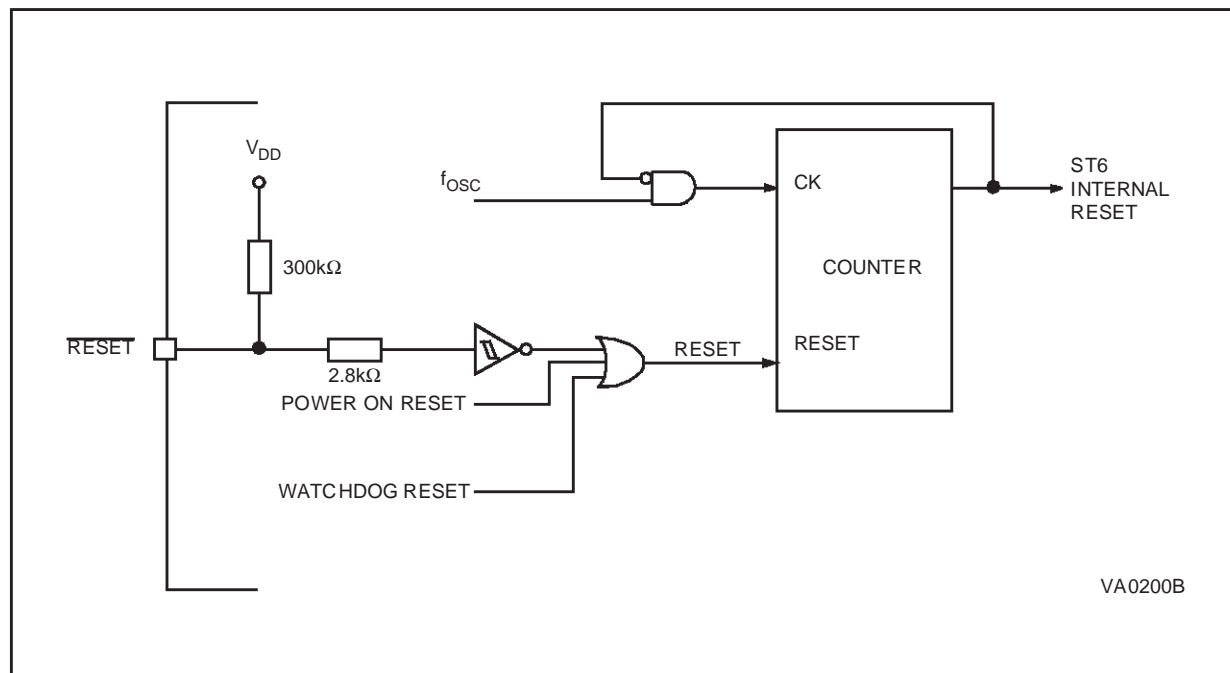 V_DD
f_OSC
CK
ST6
INTERNAL
RESET
300kΩ
COUNTER
RESET
2.8kΩ
RESET
RESET
POWER ON RESET
WATCHDOG RESET
VA0200B